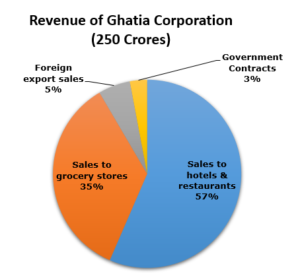 Revenue of Ghatia Corporation
(250 Crores)
Foreign
export sales
5%
Government
Contracts
3%
Sales to
grocery stores
35%
Sales to
hotels &
restaurants
57%